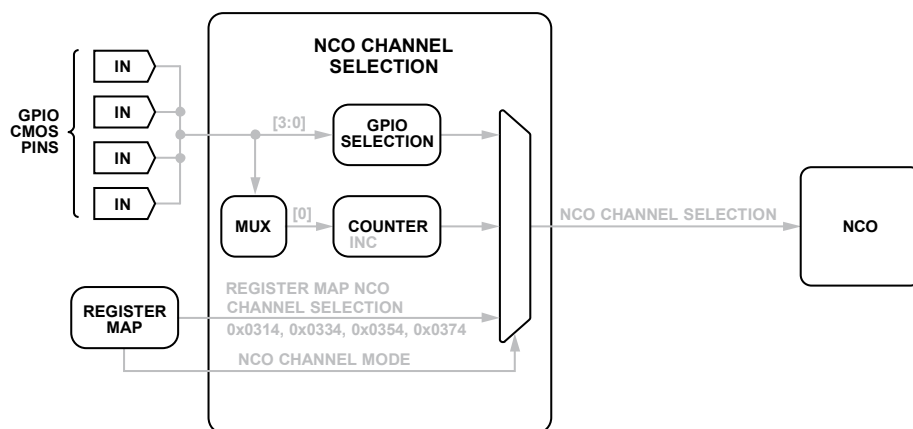 NCO CHANNEL
SELECTION
GPIO
CMOS
PINS
IN
IN
IN
IN
[3:0]
GPIO
SELECTION
MUX
[0]
COUNTER
INC
NCO CHANNEL SELECTION
NCO
REGISTER
MAP
REGISTER MAP NCO
CHANNEL SELECTION
0x0314, 0x0334, 0x0354, 0x0374
NCO CHANNEL MODE